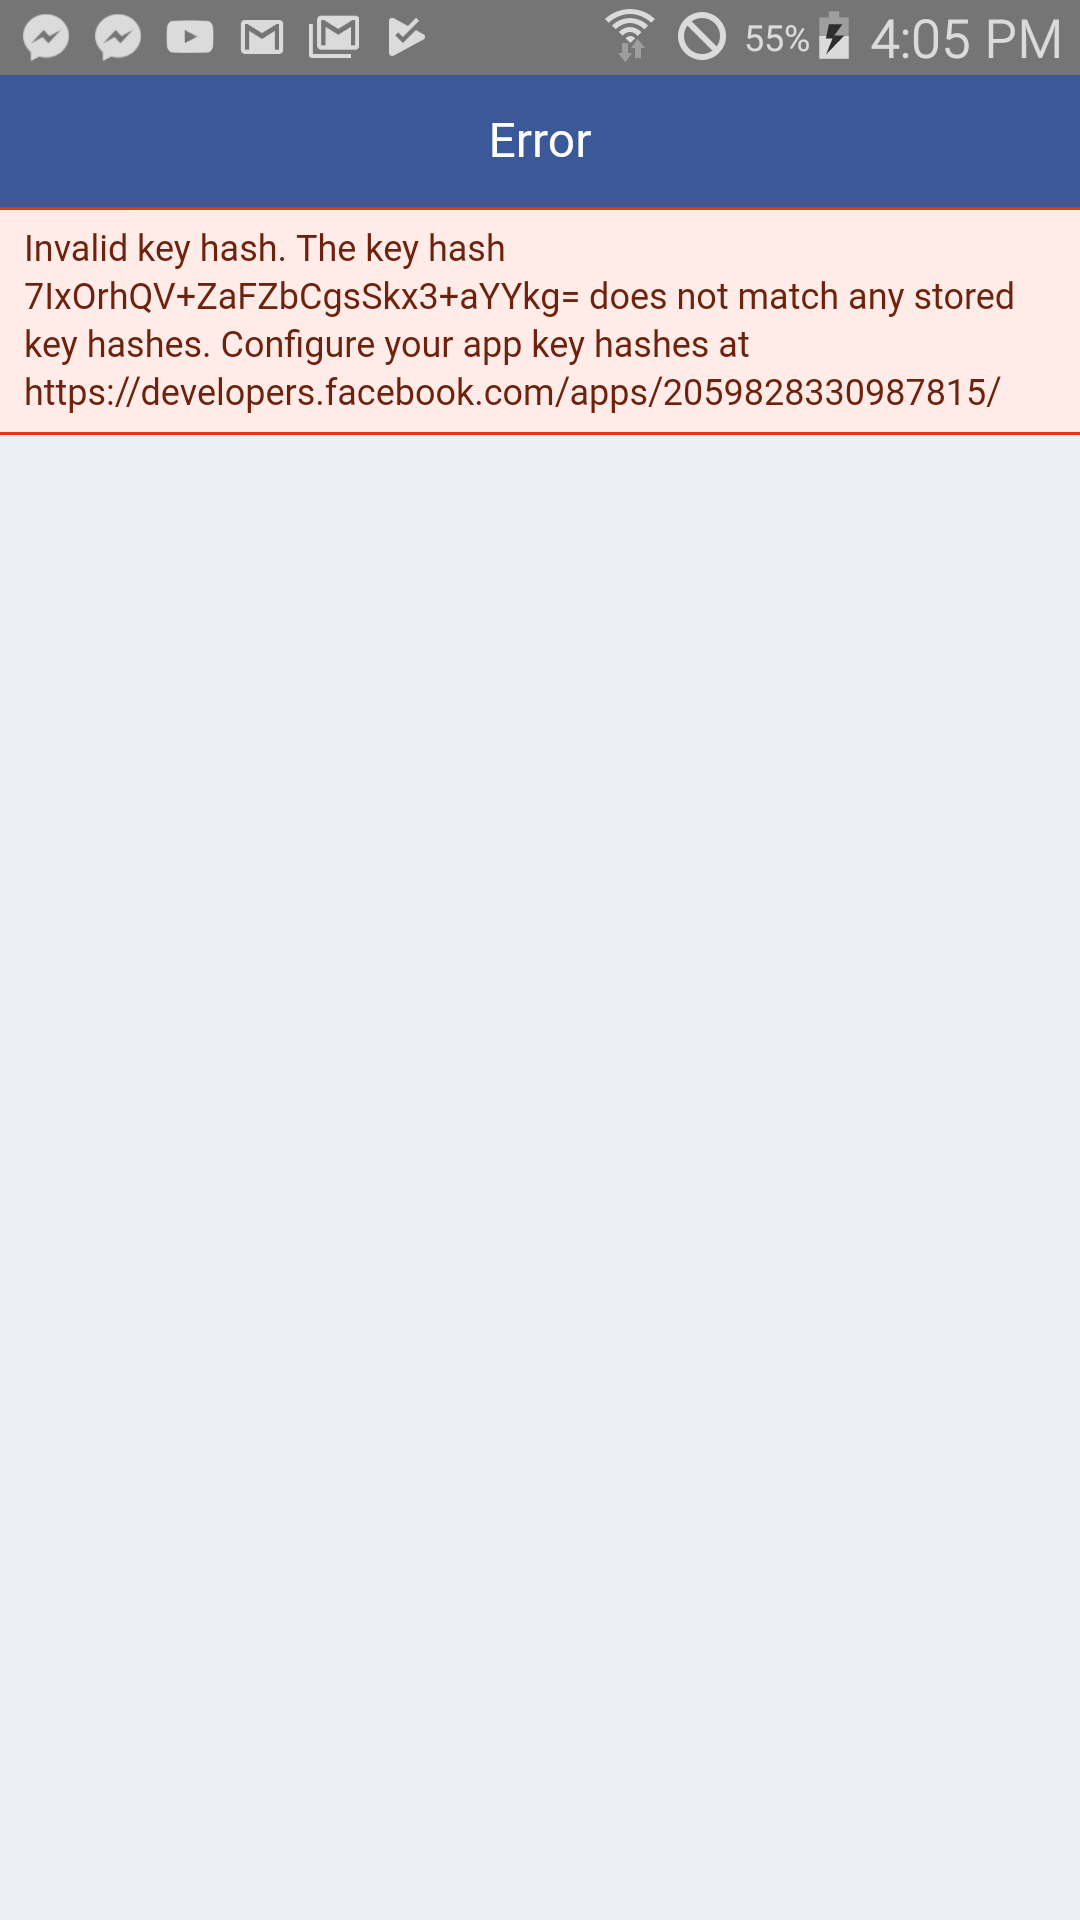 55% 4:05 PM
Error
Invalid key hash. The key hash
7IxOrhQV+ZaFZbCgsSkx3+aYYkg= does not match any stored
key hashes. Configure your app key hashes at
https://developers.facebook.com/apps/2059828330987815/